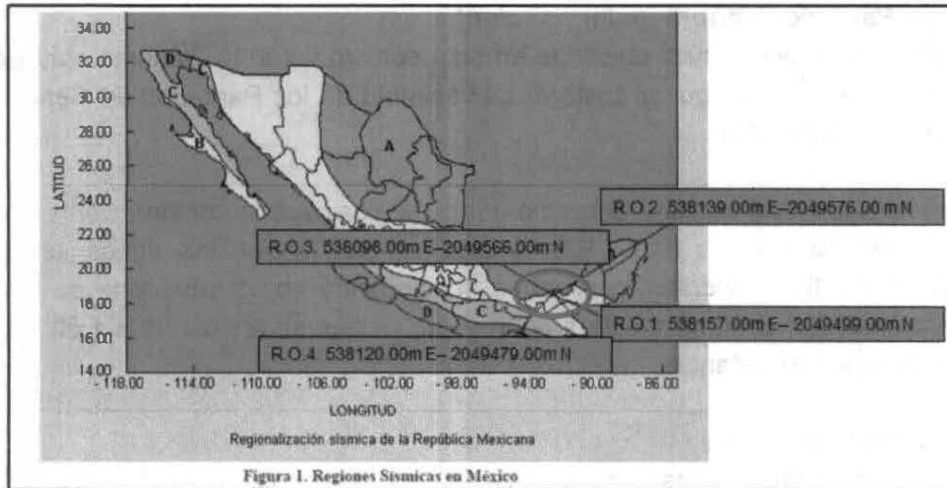 34.00
32.00
30.00
28.00
26.00
24.00
22.00
20.00
18.00
16.00
14.00
LATITUD
D
C
C
D
B
A
R.O.2. 538139.00m E–2049576.00 m N
R.O.3. 538098.00m E–2049566.00m N
D
C
R.O.1: 538157.00m E–2049499.00m N
R.O.4. 538120.00m E–2049479.00m N
- 118.00 - 114.00 - 110.00 - 106.00 - 102.00 - 98.00 - 94.00 - 90.00 - 86.00
LONGITUD
Regionalización sísmica de la República Mexicana
Figura 1. Regiones Sísmicas en México